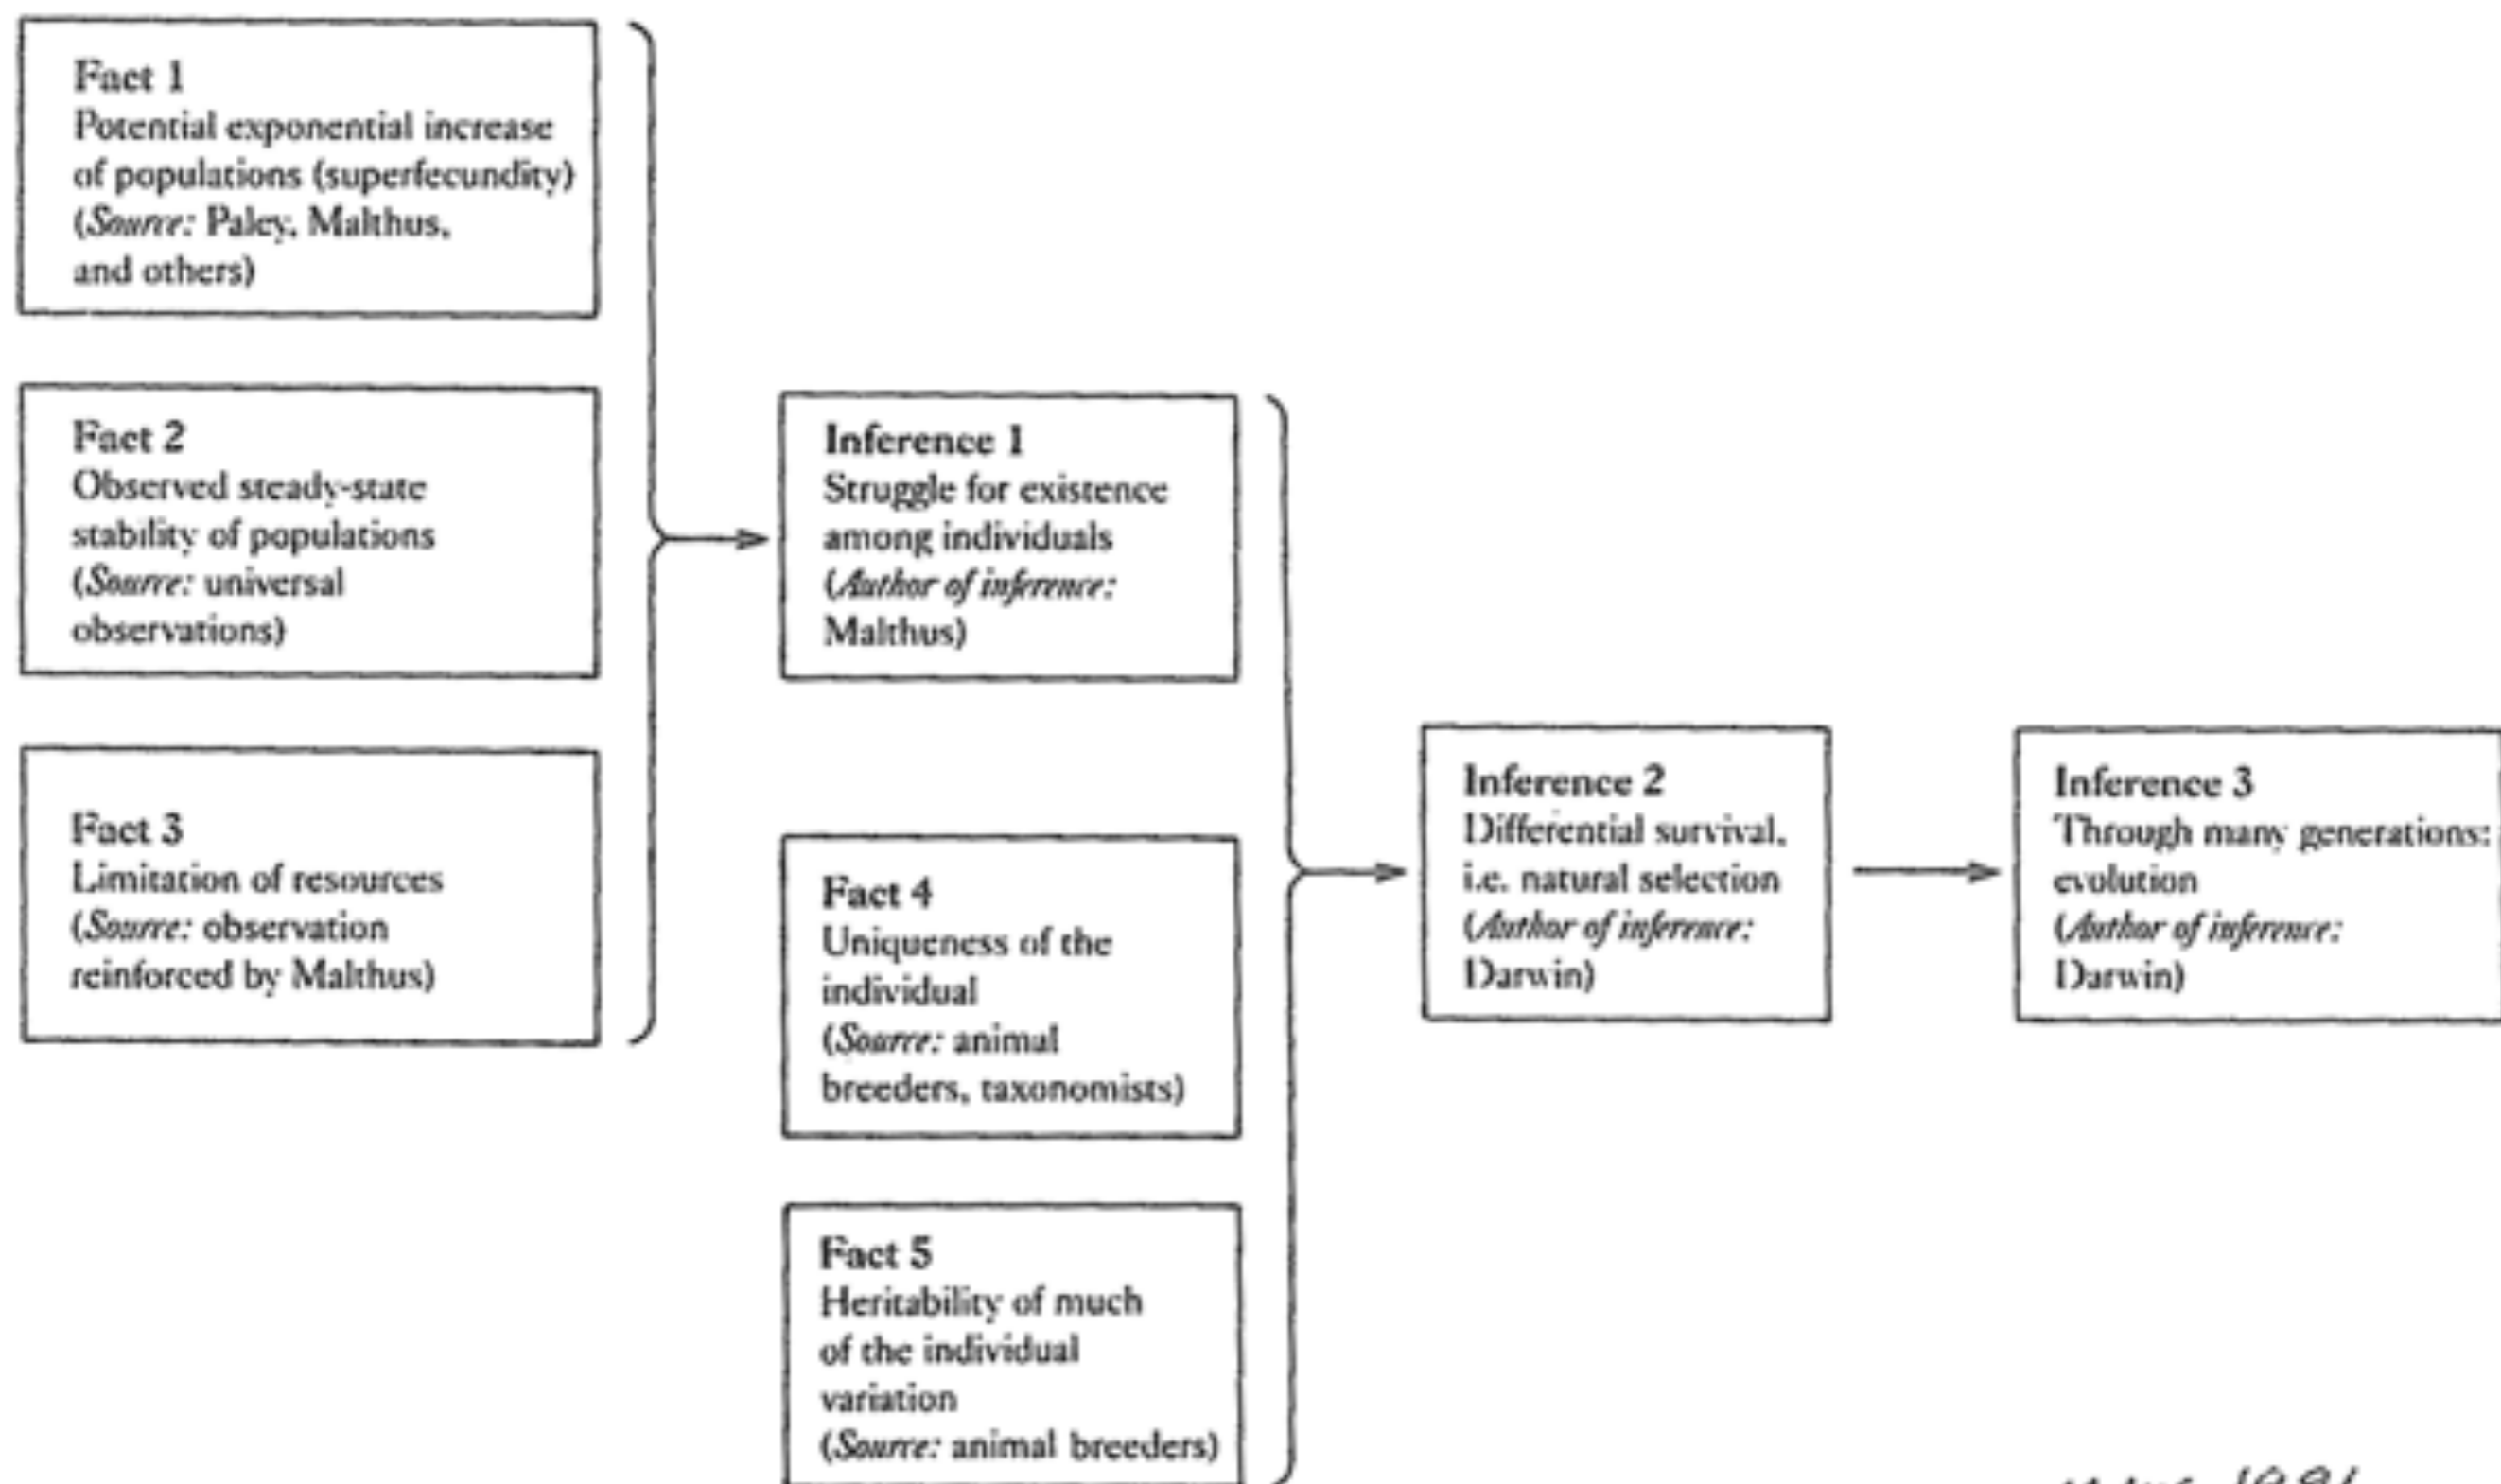 Fact 1
Potential exponential increase
of populations (superfecundity)
(Source: Paley, Malthus,
and others)
Fact 2
Observed steady-state
stability of populations
(Source: universal
observations)
Fact 3
Limitation of resources
(Source: observation
reinforced by Malthus)
Inference 1
Struggle for existence
among individuals
(Author of inference:
Malthus)
Fact 4
Uniqueness of the
individual
(Source: animal
breeders, taxonomists)
Fact 5
Heritability of much
of the individual
variation
(Source: animal breeders)
Inference 2
Differential survival,
i.e. natural selection
(Author of inference:
Darwin)
Inference 3
Through many generations:
evolution
(Author of inference:
Darwin)